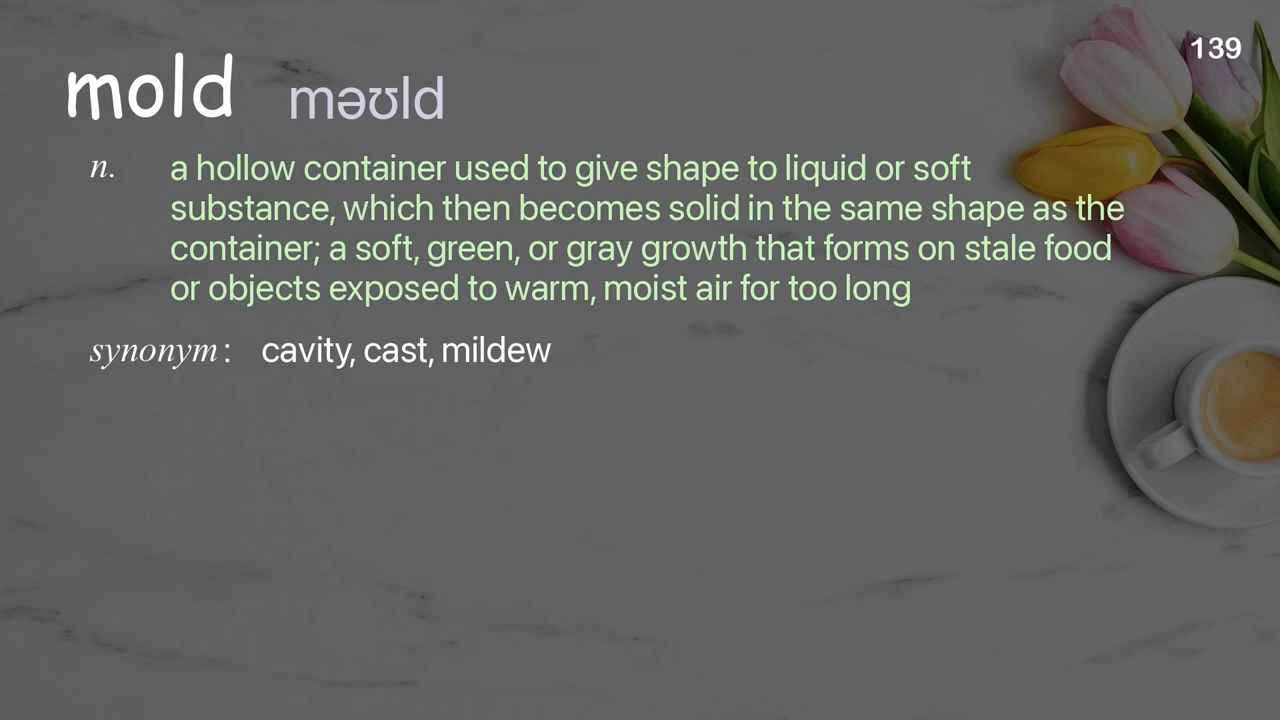 139
mold məʊld
n. a hollow container used to give shape to liquid or soft
substance, which then becomes solid in the same shape as the
container; a soft, green, or gray growth that forms on stale food
or objects exposed to warm, moist air for too long
synonym: cavity, cast, mildew